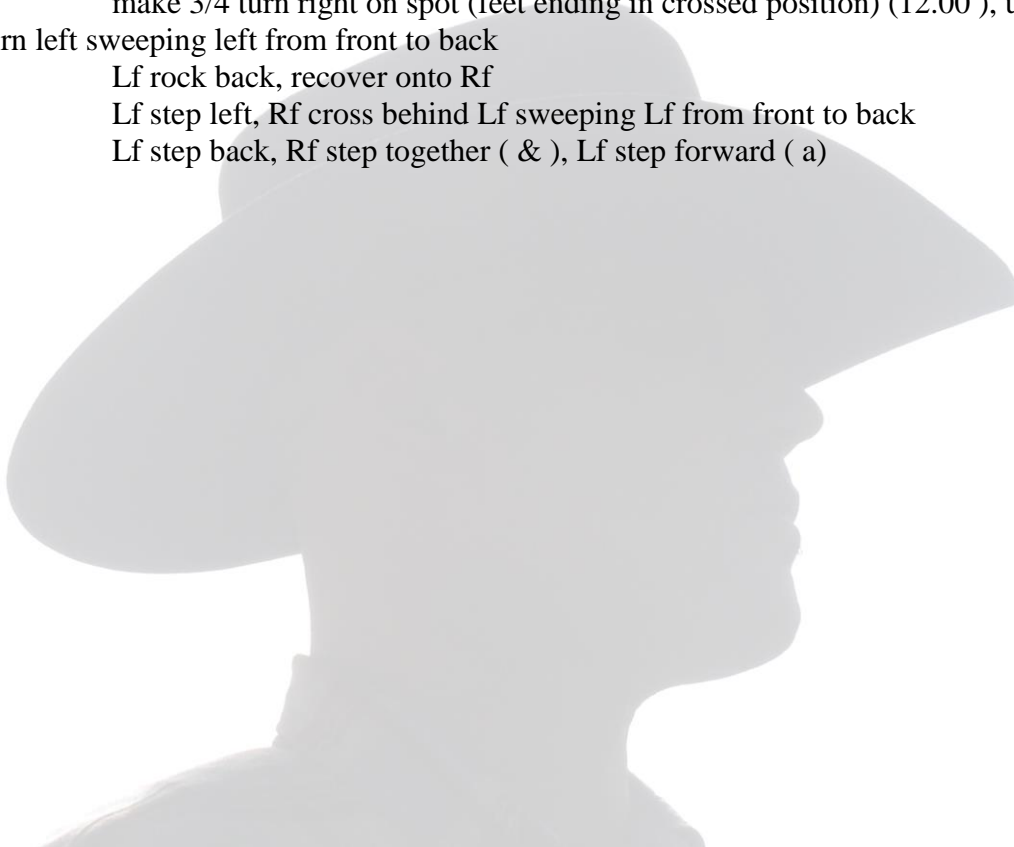 make 3/4 turn right on spot (feet ending in crossed position) (12.00 ),
rn left sweeping left from front to back
Lf rock back, recover onto Rf
Lf step left, Rf cross behind Lf sweeping Lf from front to back
Lf step back, Rf step together ( & ), Lf step forward ( a)